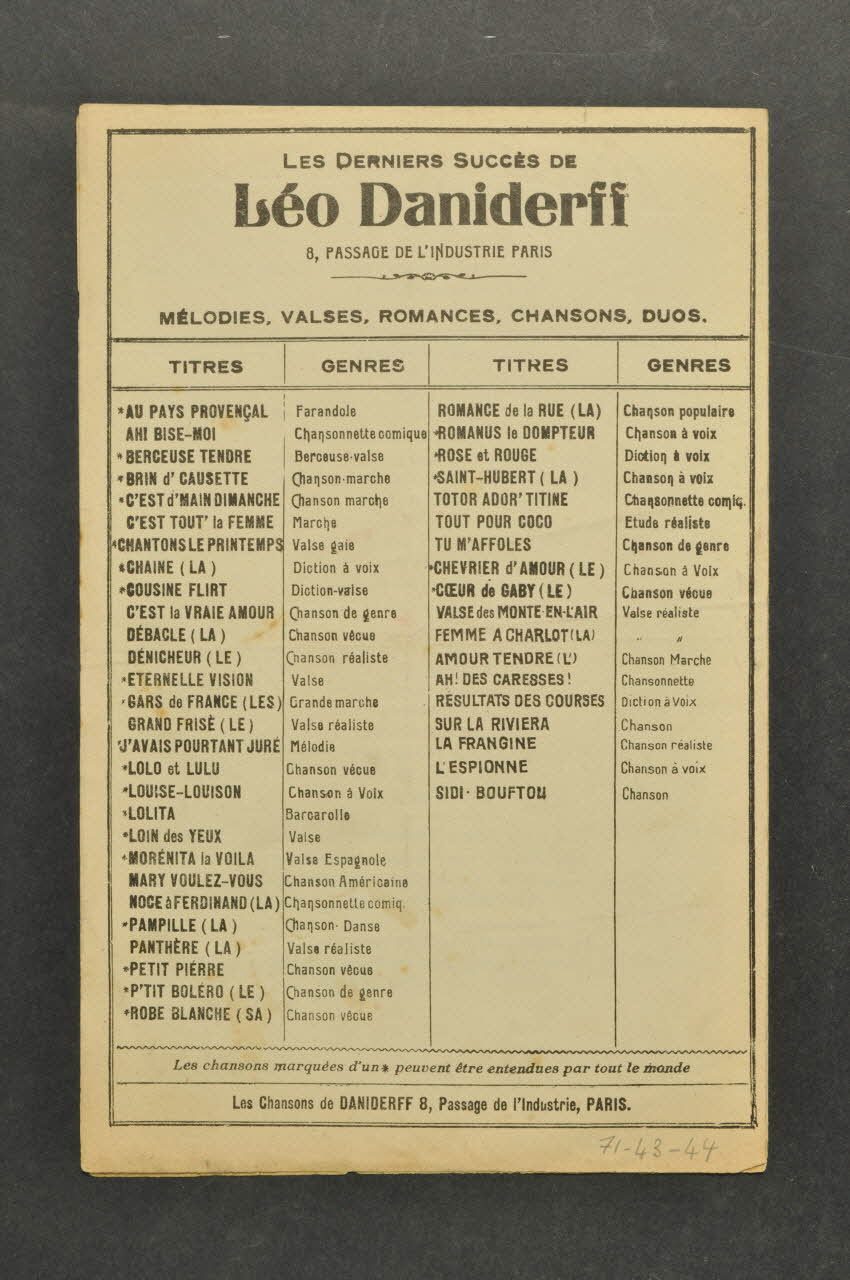 LES DERNIERS SUCCÈS DE
Léo Daniderff
8, PASSAGE DE L'INDUSTRIE PARIS
MÉLODIES, VALSES, ROMANCES, CHANSONS, DUOS.
TITRES GENRES TITRES GENRES
*AU PAYS PROVENÇAL Farandole
AH! BISE-MOI Chansonnette comique
*BERCEUSE TENDRE Berceuse-valse
*BRIN d'CAUSETTE Chanson-marche
*C'EST d'MAIN DIMANCHE Chanson marche
C'EST TOUT' la FEMME Marche
*CHANTONS LE PRINTEMPS Valse gaie
*CHAINE (LA) Diction à voix
*COUSINE FLIRT Diction-valse
C'EST la VRAIE AMOUR Chanson de genre
DÉBACLE (LA) Chanson vécue
DÉNICHEUR (LE) Chanson réaliste
*ETERNELLE VISION Valse
*GARS de FRANCE (LES) Grande marche
GRAND FRISÈ (LE) Valse réaliste
*J'AVAIS POURTANT JURÉ Mélodie
*LOLO et LULU Chanson vécue
*LOUISE-LOUISON Chanson à Voix
*LOLITA Barcarolle
*LOIN des YEUX Valse
*MORÉNITA la VOILA Valse Espagnole
MARY VOULEZ-VOUS Chanson Américaine
NOCE à FERDINAND (LA) Chansonnette comiq.
*PAMPILLE (LA) Chanson-Danse
PANTHÈRE (LA) Valse réaliste
*PETIT PIÉRRE Chanson vécue
*P'TIT BOLÉRO (LE) Chanson de genre
*ROBE BLANCHE (SA) Chanson vécue
ROMANCE de la RUE (LA) Chanson populaire
*ROMANUS le DOMPTEUR Chanson à voix
*ROSE et ROUGE Diction à voix
*SAINT-HUBERT (LA) Chanson à voix
TOTOR ADOR' TITINE Chansonnette comiq.
TOUT POUR COCO Etude réaliste
TU M'AFFOLES Chanson de genre
*CHEVRIER d'AMOUR (LE) Chanson à Voix
*CŒUR de GABY (LE) Chanson vécue
VALSE des MONTE-EN-L'AIR Valse réaliste
FEMME A CHARLOT (LA) " "
AMOUR TENDRE (L') Chanson Marche
AH! DES CARESSES! Chansonnette
RÉSULTATS DES COURSES Diction à Voix
SUR LA RIVIERA Chanson
LA FRANGINE Chanson réaliste
L'ESPIONNE Chanson à voix
SIDI-BOUFTOU Chanson
Les chansons marquées d'un * peuvent être entendues par tout le monde
Les Chansons de DANIDERFF 8, Passage de l'Industrie, PARIS.
71-43-44